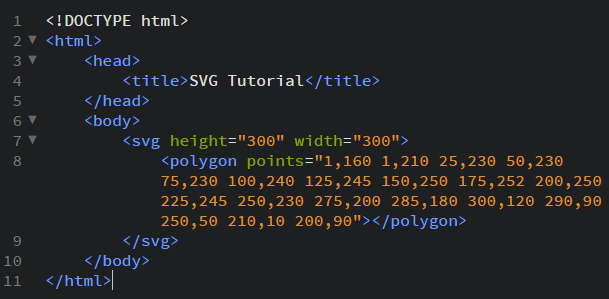 1 <!DOCTYPE html>
2 <html>
3 <head>
4 <title>SVG Tutorial</title>
5 </head>
6 <body>
7 <svg height="300" width="300">
8 <polygon points="1,160 1,210 25,230 50,230
75,230 100,240 125,245 150,250 175,252 200,250
225,245 250,230 275,200 285,180 300,120 290,90
250,50 210,10 200,90"></polygon>
9 </svg>
10 </body>
11 </html>